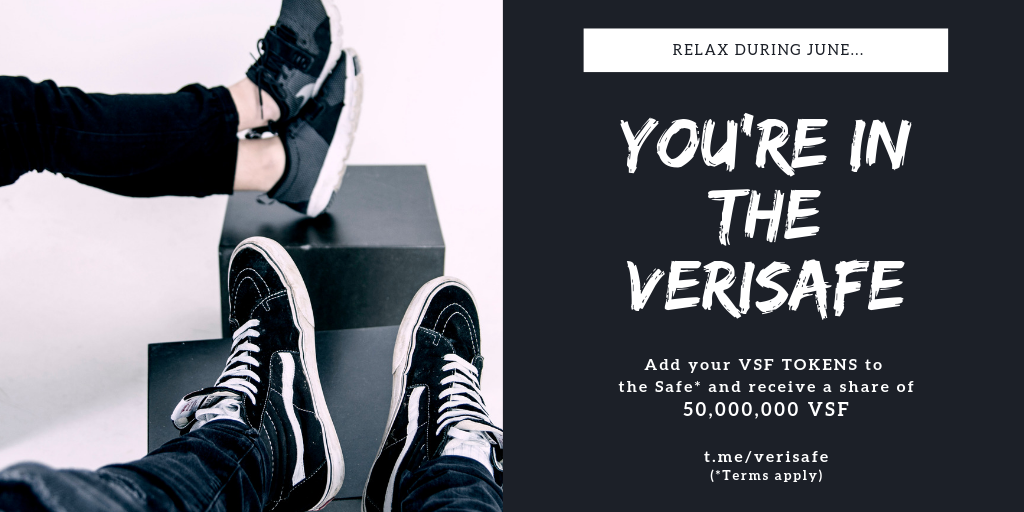 RELAX DURING JUNE...
YOU'RE IN
THE
VERISAFE
Add your VSF TOKENS to
the Safe* and receive a share of
50,000,000 VSF
t.me/verisafe
(*Terms apply)